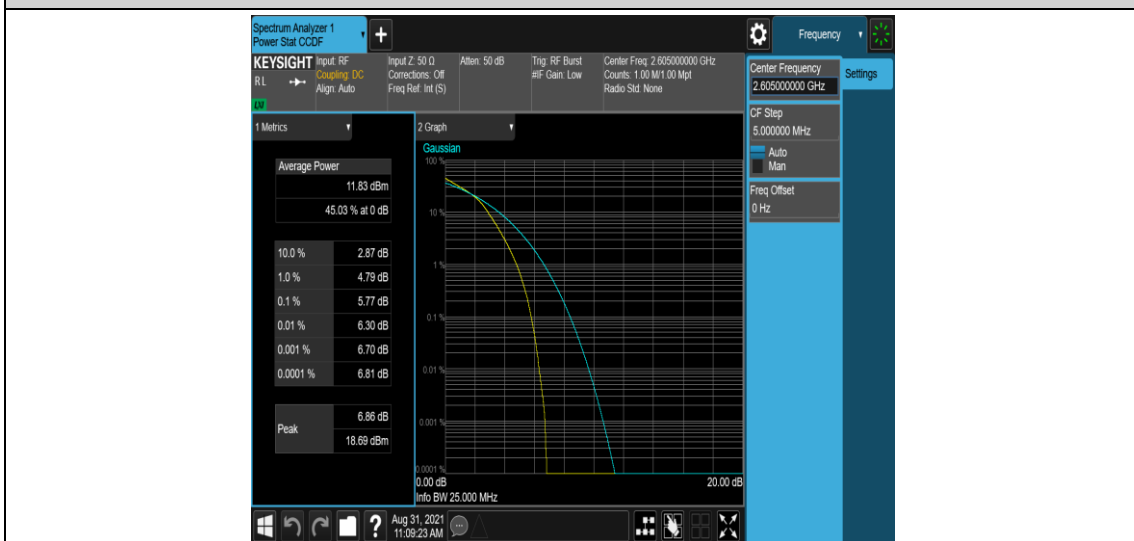 Spectrum Analyzer 1
Power Stat CCDF
+
Frequency
KEYSIGHT
RL
LXI
Input: RF
Coupling: DC
Align: Auto
Input Z: 50 Ω
Corrections: Off
Freq Ref: Int (S)
Atten: 50 dB
Trig: RF Burst
#IF Gain: Low
Center Freq: 2.605000000 GHz
Counts: 1.00 M/1.00 Mpt
Radio Std: None
Center Frequency
2.605000000 GHz
Settings
CF Step
5.000000 MHz
Auto
Man
Freq Offset
0 Hz
1 Metrics
Average Power
11.83 dBm
45.03 % at 0 dB
10.0 % 2.87 dB
1.0 % 4.79 dB
0.1 % 5.77 dB
0.01 % 6.30 dB
0.001 % 6.70 dB
0.0001 % 6.81 dB
Peak
6.86 dB
18.69 dBm
2 Graph
Gaussian
100 %
10 %
1 %
0.1 %
0.01 %
0.001 %
0.0001 %
0.00 dB 20.00 dB
Info BW 25.000 MHz
?
Aug 31, 2021
11:09:23 AM